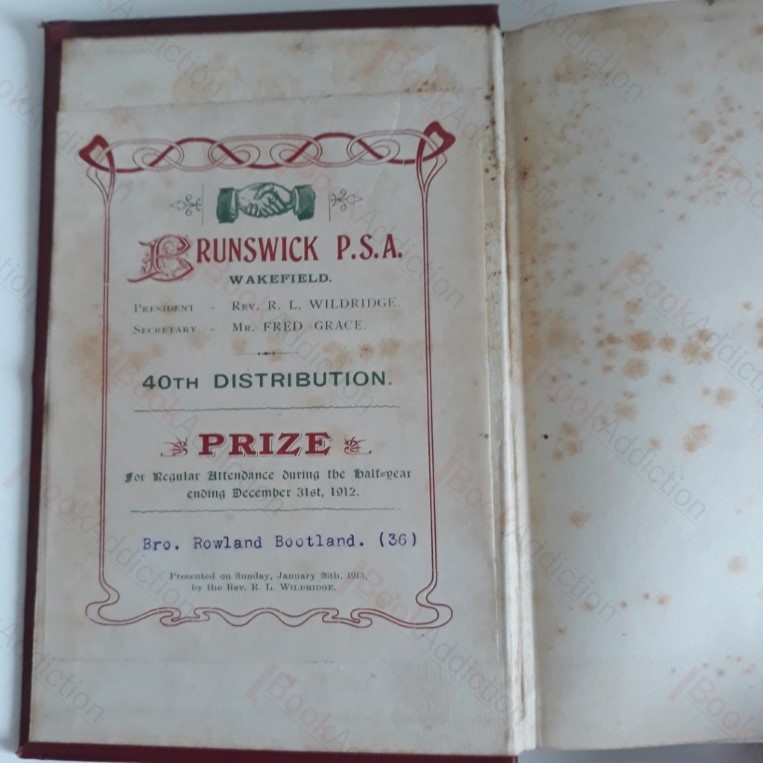 BRUNSWICK P.S.A.
WAKEFIELD.
PRESIDENT - REV. R. L. WILDRIDGE.
SECRETARY - MR. FRED GRACE.
40TH DISTRIBUTION.
PRIZE
For Regular Attendance during the Half-year
ending December 31st, 1912.
Bro. Rowland Bootland. (36)
Presented on Sunday, January 26th, 1913,
by the Rev. R. L. WILDRIDGE.
BookAddiction